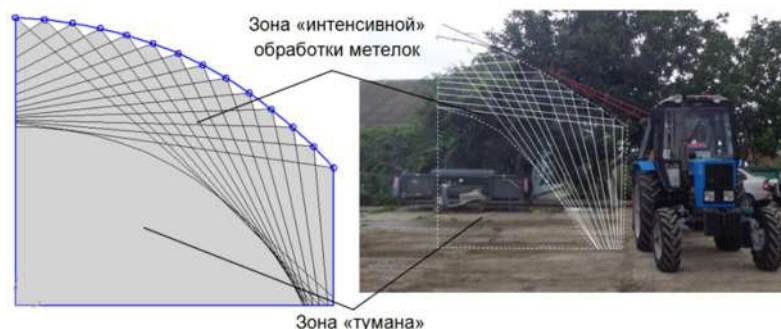 Зона «интенсивной»
обработки метелок
Зона «тумана»